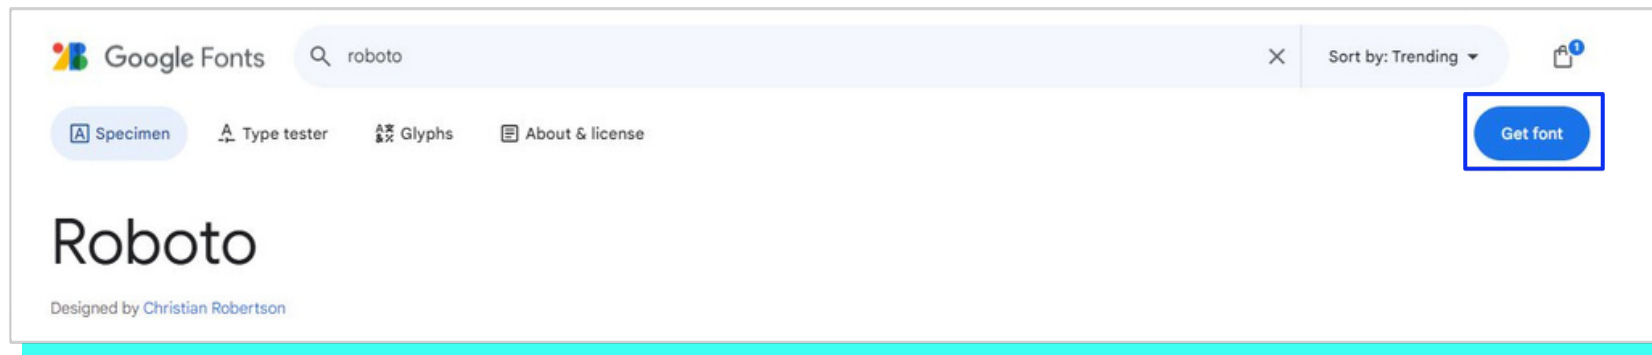 Google Fonts
roboto
Sort by: Trending
1
Specimen
Type tester
Glyphs
About & license
Get font
Roboto
Designed by Christian Robertson